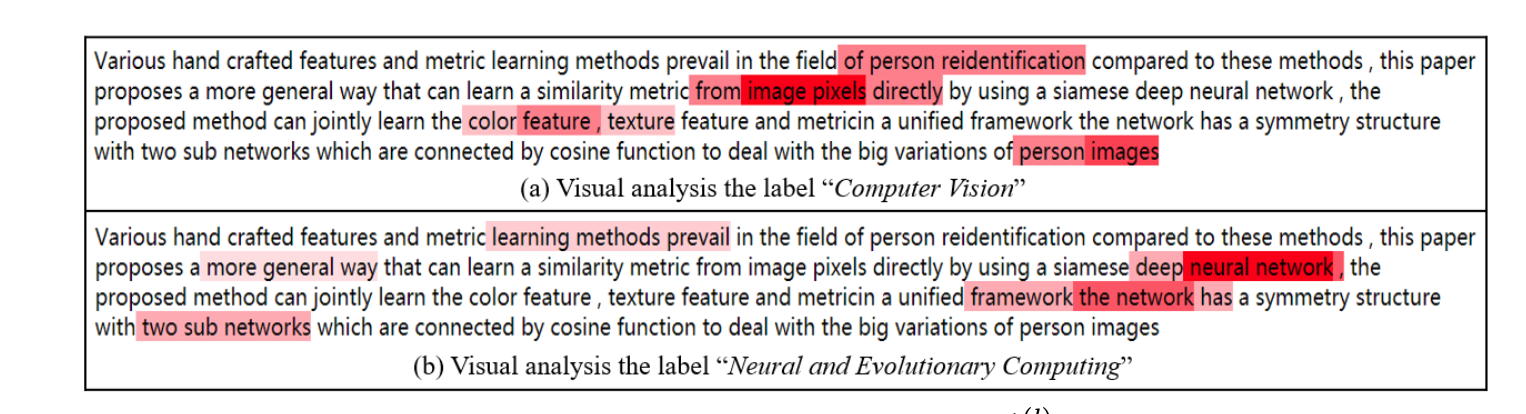 Various hand crafted features and metric learning methods prevail in the field of person reidentification compared to these methods , this paper
proposes a more general way that can learn a similarity metric from image pixels directly by using a siamese deep neural network , the
proposed method can jointly learn the color feature , texture feature and metricin a unified framework the network has a symmetry structure
with two sub networks which are connected by cosine function to deal with the big variations of person images
(a) Visual analysis the label “Computer Vision”
Various hand crafted features and metric learning methods prevail in the field of person reidentification compared to these methods , this paper
proposes a more general way that can learn a similarity metric from image pixels directly by using a siamese deep neural network , the
proposed method can jointly learn the color feature , texture feature and metricin a unified framework the network has a symmetry structure
with two sub networks which are connected by cosine function to deal with the big variations of person images
(b) Visual analysis the label “Neural and Evolutionary Computing”